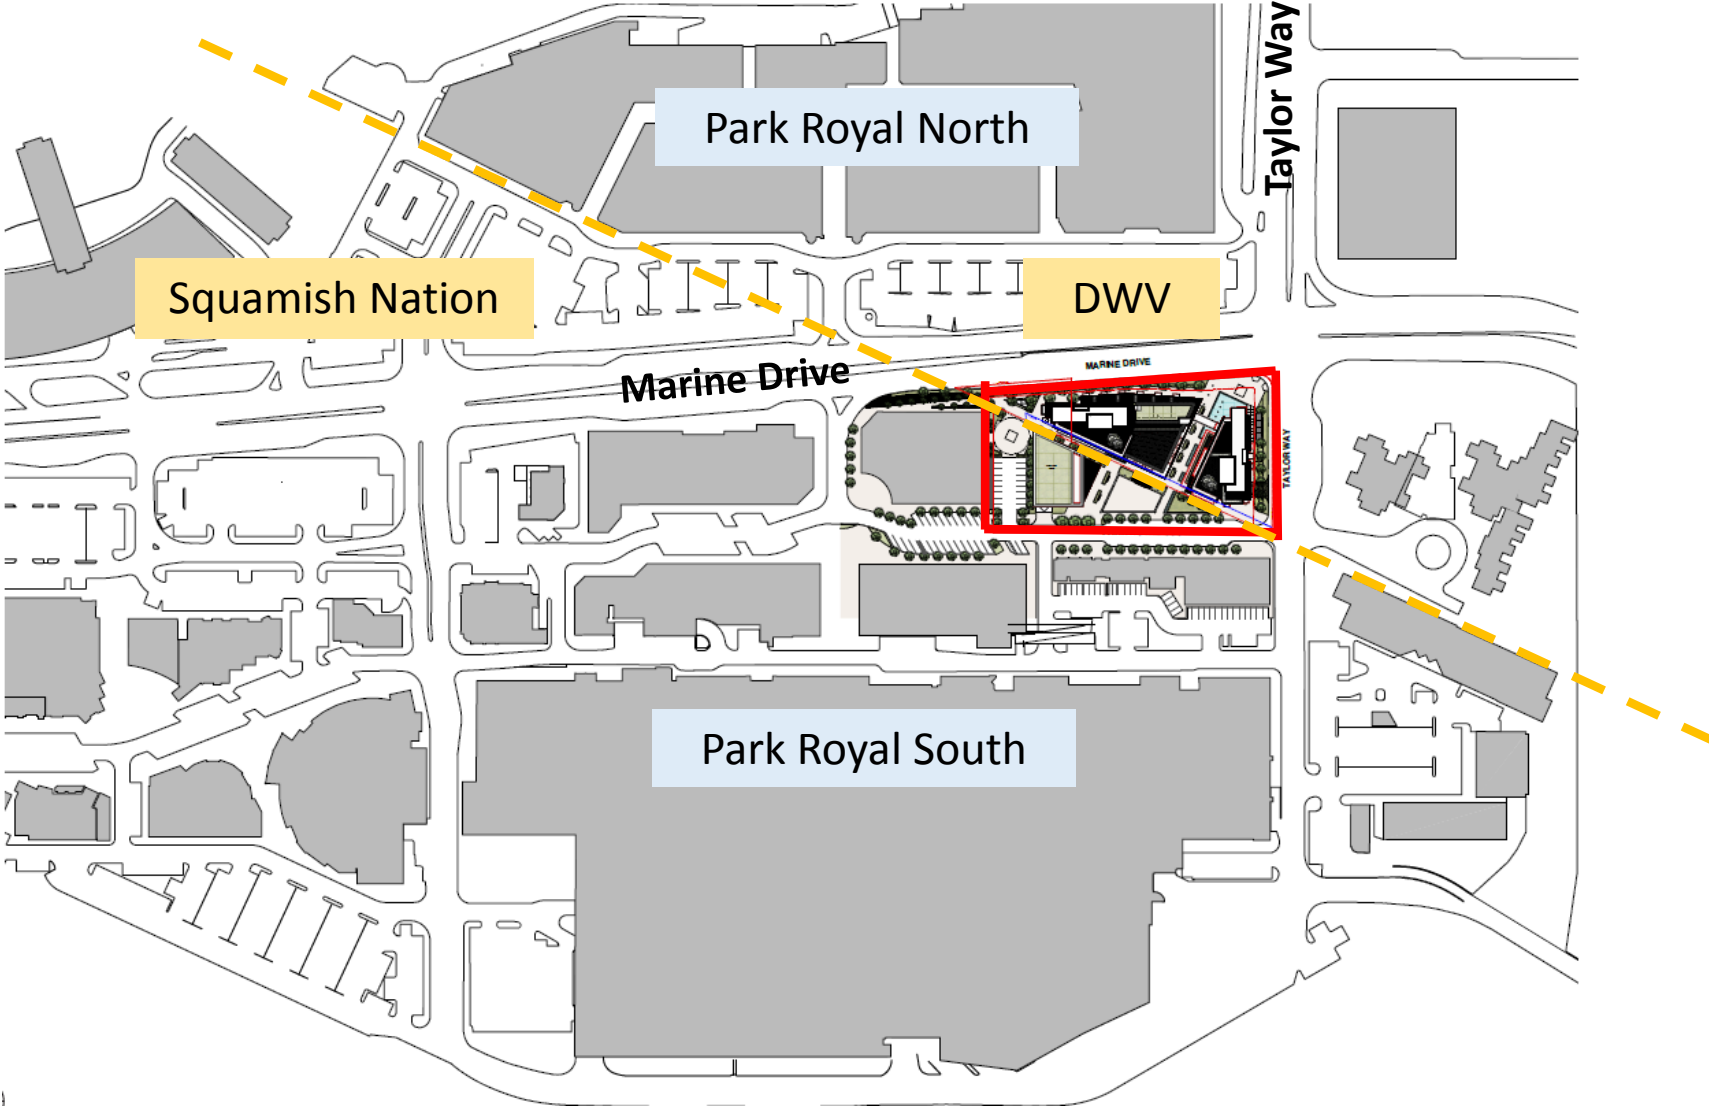 Taylor Way
Park Royal North
Squamish Nation
DWV
MARINE DRIVE
Marine Drive
TAYLOR WAY
Park Royal South